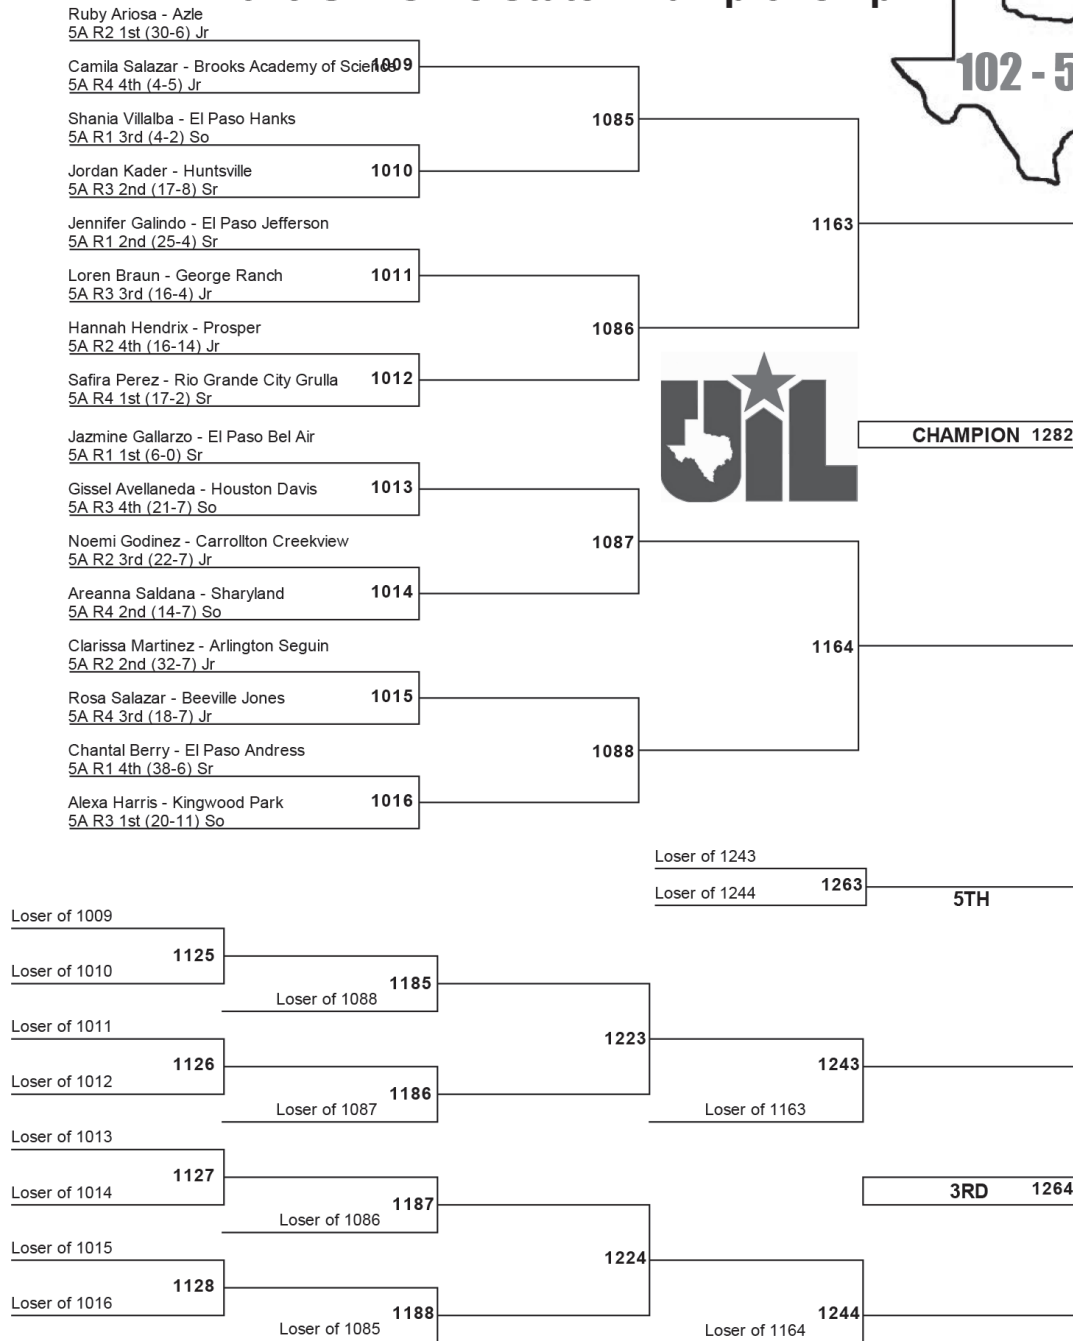 Ruby Ariosa - Azle
5A R2 1st (30-6) Jr
1009
Camila Salazar - Brooks Academy of Science
5A R4 4th (4-5) Jr
102 - 5
Shania Villalba - El Paso Hanks
5A R1 3rd (4-2) So
1085
Jordan Kader - Huntsville
5A R3 2nd (17-8) Sr
1010
Jennifer Galindo - El Paso Jefferson
5A R1 2nd (25-4) Sr
1163
Loren Braun - George Ranch
5A R3 3rd (16-4) Jr
1011
Hannah Hendrix - Prosper
5A R2 4th (16-14) Jr
1086
Safira Perez - Rio Grande City Grulla
5A R4 1st (17-2) Sr
1012
UIL
CHAMPION 1282
Jazmine Gallarzo - El Paso Bel Air
5A R1 1st (6-0) Sr
Gissel Avellaneda - Houston Davis
5A R3 4th (21-7) So
1013
Noemi Godinez - Carrollton Creekview
5A R2 3rd (22-7) Jr
1087
Areanna Saldana - Sharyland
5A R4 2nd (14-7) So
1014
Clarissa Martinez - Arlington Seguin
5A R2 2nd (32-7) Jr
1164
Rosa Salazar - Beeville Jones
5A R4 3rd (18-7) Jr
1015
Chantal Berry - El Paso Andress
5A R1 4th (38-6) Sr
1088
Alexa Harris - Kingwood Park
5A R3 1st (20-11) So
1016
Loser of 1243
1263
Loser of 1244
5TH
Loser of 1009
1125
Loser of 1010
1185
Loser of 1088
Loser of 1011
1223
1126
1243
Loser of 1012
1186
Loser of 1087
Loser of 1163
Loser of 1013
1127
Loser of 1014
1187
3RD 1264
Loser of 1086
Loser of 1015
1224
1128
Loser of 1016
1188
1244
Loser of 1085
Loser of 1164